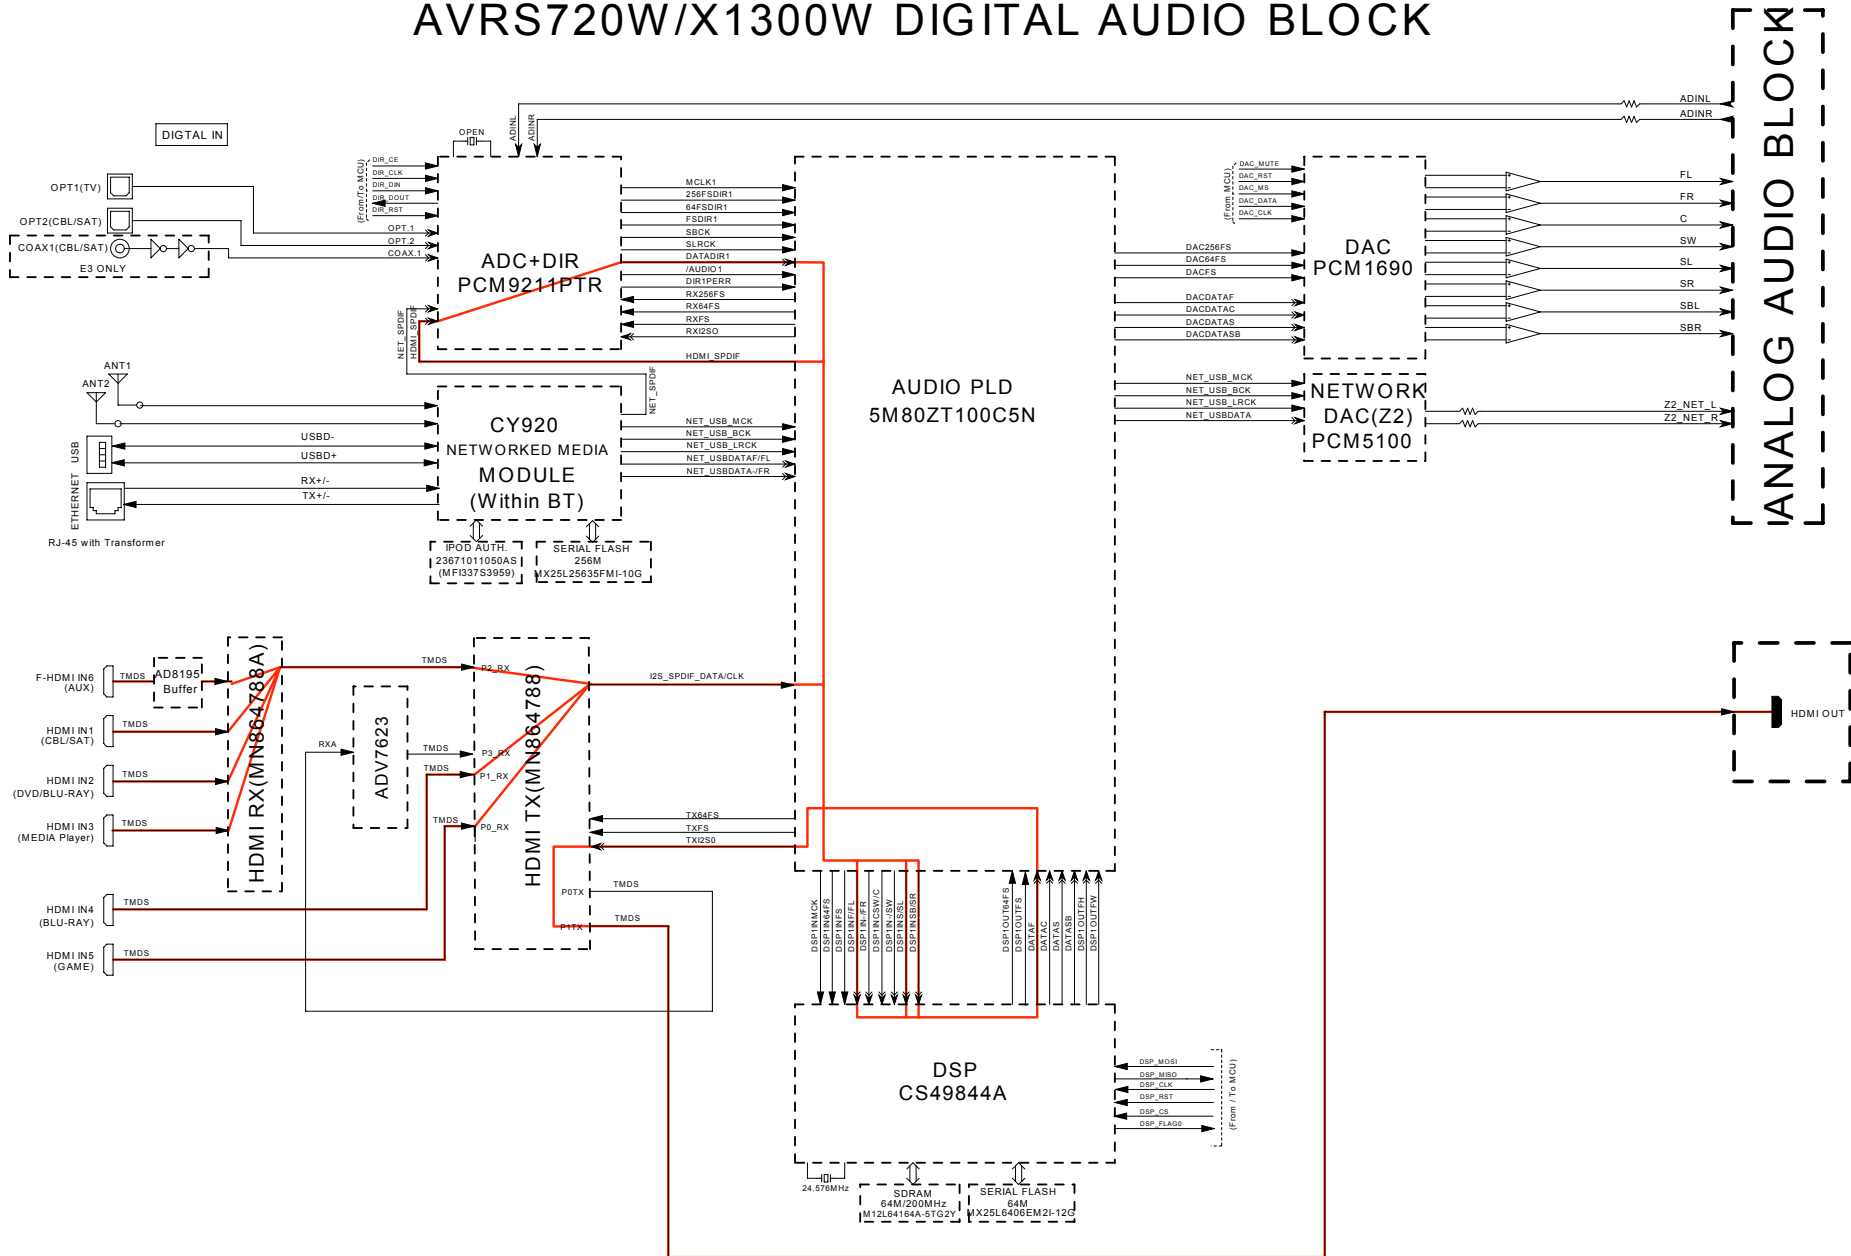 AVRS720W/X1300W DIGITAL AUDIO BLOCK
DIGTAL IN
OPT1(TV)
OPT2(CBL/SAT)
COAX1(CBL/SAT)
E3 ONLY
(From/To MCU)
DIR_CE
DIR_CLK
DIR_DIN
DIR_DOUT
DIR_RST
OPT.1
OPT.2
COAX.1
OPEN
ADINL
ADINR
ADC+DIR
PCM9211PTR
NET_SPDIF
HDMI_SPDIF
MCLK1
256FSDIR1
64FSDIR1
FSDIR1
SBCK
SLRCK
DATADIR1
/AUDIO1
DIR1PERR
RX256FS
RX64FS
RXFS
RXI2SO
HDMI_SPDIF
NET_SPDIF
ANT1
ANT2
USB
USBD-
USBD+
ETHERNET
RX+/-
TX+/-
RJ-45 with Transformer
CY920
NETWORKED MEDIA
MODULE
(Within BT)
NET_USB_MCK
NET_USB_BCK
NET_USB_LRCK
NET_USBDATAF/FL
NET_USBDATA-/FR
IPOD AUTH.
23671011050AS
(MFI337S3959)
SERIAL FLASH
256M
MX25L25635FMI-10G
AUDIO PLD
5M80ZT100C5N
DAC256FS
DAC64FS
DACFS
DACDATAF
DACDATAC
DACDATAS
DACDATASB
NET_USB_MCK
NET_USB_BCK
NET_USB_LRCK
NET_USBDATA
(From MCU)
DAC_MUTE
DAC_RST
DAC_MS
DAC_DATA
DAC_CLK
DAC
PCM1690
NETWORK
DAC(Z2)
PCM5100
ADINL
ADINR
FL
FR
C
SW
SL
SR
SBL
SBR
Z2_NET_L
Z2_NET_R
ANALOG AUDIO BLOCK
F-HDMI IN6
(AUX)
TMDS
AD8195
Buffer
HDMI IN1
(CBL/SAT)
TMDS
HDMI IN2
(DVD/BLU-RAY)
TMDS
HDMI IN3
(MEDIA Player)
TMDS
HDMI IN4
(BLU-RAY)
TMDS
HDMI IN5
(GAME)
TMDS
HDMI RX(MN864788A)
RXA
ADV7623
TMDS
TMDS
TMDS
TMDS
P2_RX
P3_RX
P1_RX
P0_RX
HDMI TX(MN864788)
P0TX
P1TX
TMDS
TMDS
I2S_SPDIF_DATA/CLK
TX64FS
TXFS
TXI2S0
HDMI OUT
DSP1INMCK
DSP1IN64FS
DSP1INFS
DSP1INF/FL
DSP1IN-/FR
DSP1INCSW/C
DSP1IN-/SW
DSP1INS/SL
DSP1INSB/SR
DSP1OUT64FS
DSP1OUTFS
DATAF
DATAC
DATAS
DATASB
DSP1OUTFH
DSP1OUTFW
DSP
CS49844A
DSP_MOSI
DSP_MISO
DSP_CLK
DSP_RST
DSP_CS
DSP_FLAG0
(From / To MCU)
24.576MHz
SDRAM
64M/200MHz
M12L64164A-5TG2Y
SERIAL FLASH
64M
MX25L6406EM2I-12G